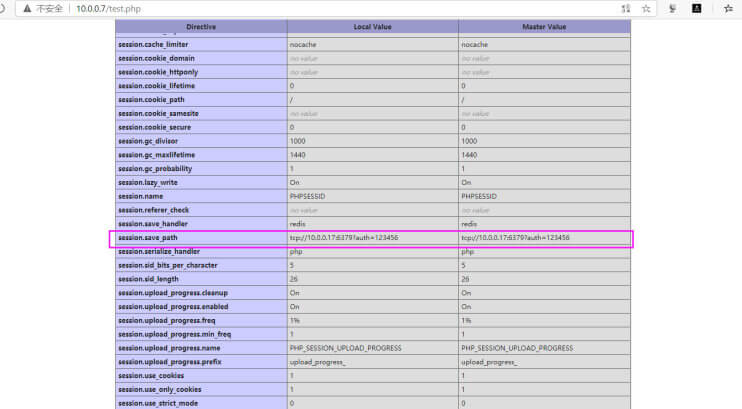 不安全 10.0.0.7/test.php
Directive Local Value Master Value
session.cache_limiter nocache nocache
session.cookie_domain no value no value
session.cookie_httponly no value no value
session.cookie_lifetime 0 0
session.cookie_path / /
session.cookie_samesite no value no value
session.cookie_secure 0 0
session.gc_divisor 1000 1000
session.gc_maxlifetime 1440 1440
session.gc_probability 1 1
session.lazy_write On On
session.name PHPSESSID PHPSESSID
session.referer_check no value no value
session.save_handler redis redis
session.save_path tcp://10.0.0.17:6379?auth=123456 tcp://10.0.0.17:6379?auth=123456
session.serialize_handler php php
session.sid_bits_per_character 5 5
session.sid_length 26 26
session.upload_progress.cleanup On On
session.upload_progress.enabled On On
session.upload_progress.freq 1% 1%
session.upload_progress.min_freq 1 1
session.upload_progress.name PHP_SESSION_UPLOAD_PROGRESS PHP_SESSION_UPLOAD_PROGRESS
session.upload_progress.prefix upload_progress_ upload_progress_
session.use_cookies 1 1
session.use_only_cookies 1 1
session.use_strict_mode 0 0